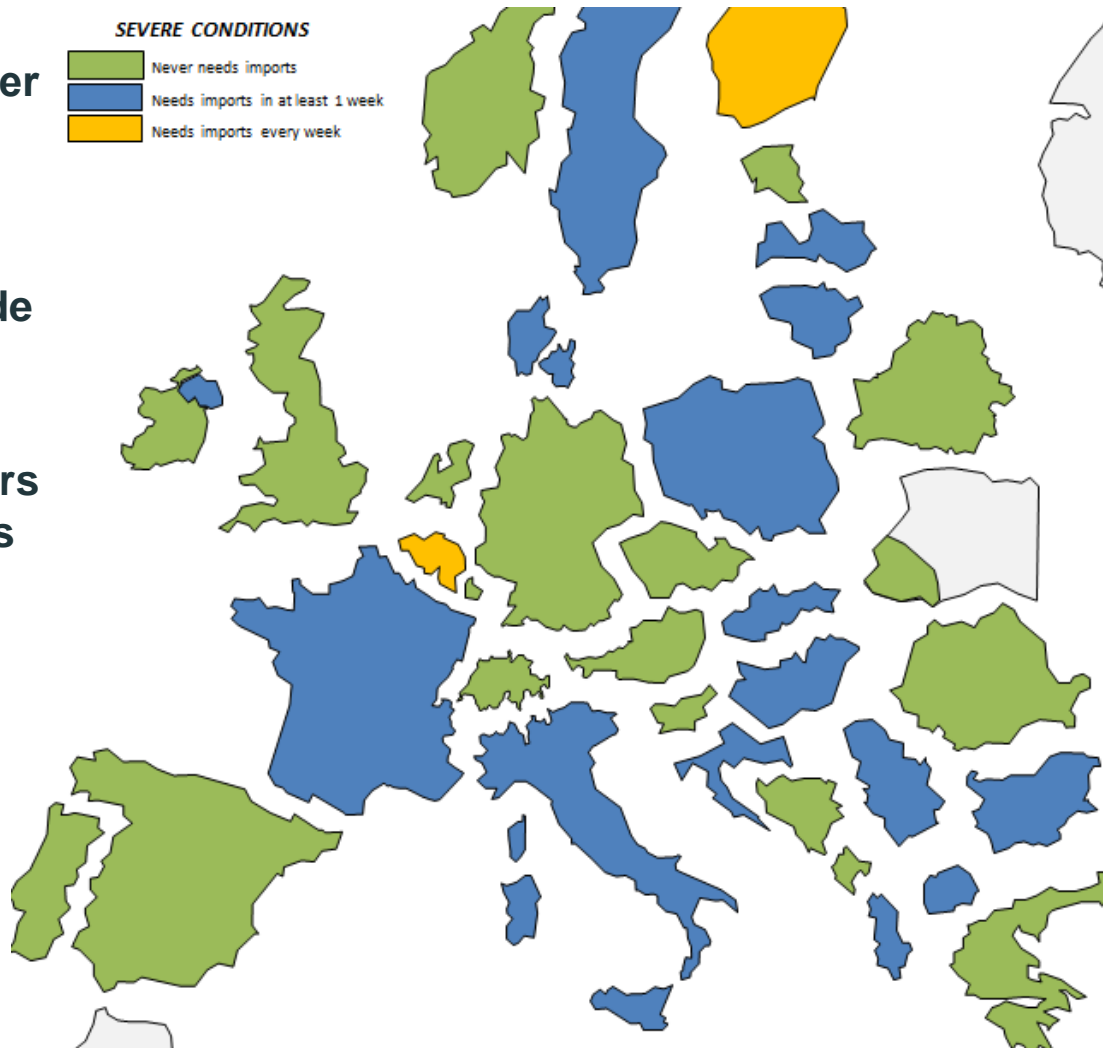 SEVERE CONDITIONS
Never needs imports
er
Needs imports in at least 1 week
Needs imports every week
de
rs
s